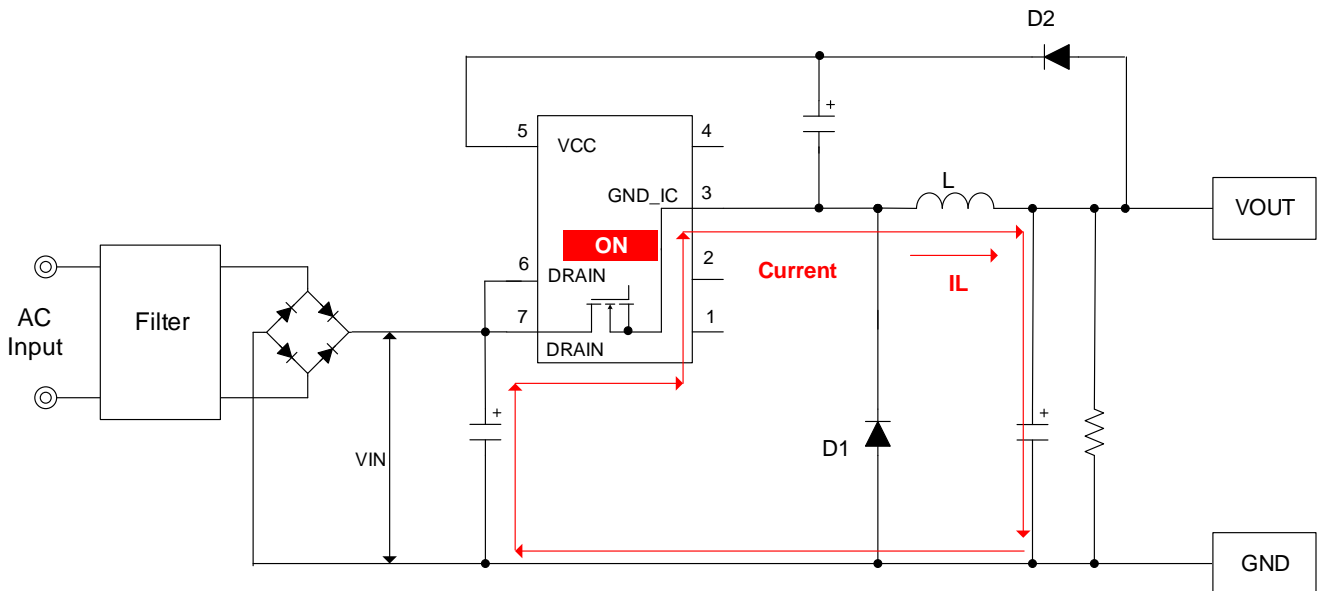 D2
+
5
4
VCC
L
GND_IC
3
VOUT
ON
Current
IL
6
2
DRAIN
AC
Input
Filter
7
1
DRAIN
+
+
VIN
D1
GND